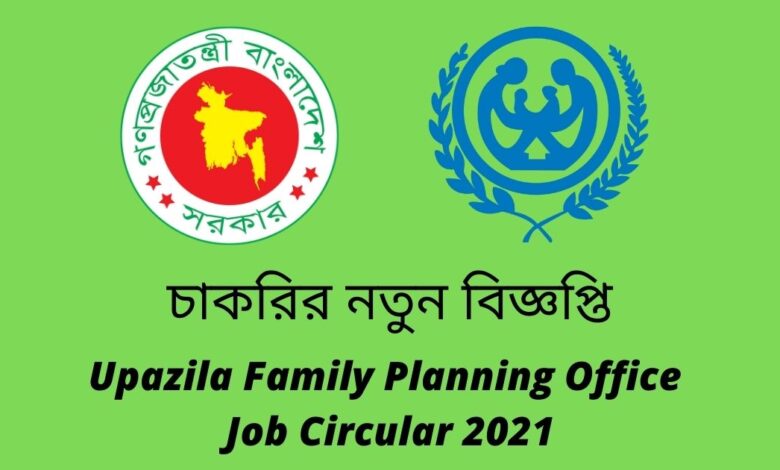 গণপ্রজাতন্ত্রী বাংলাদেশ
সরকার
চাকরির নতুন বিজ্ঞপ্তি
Upazila Family Planning Office
Job Circular 2021